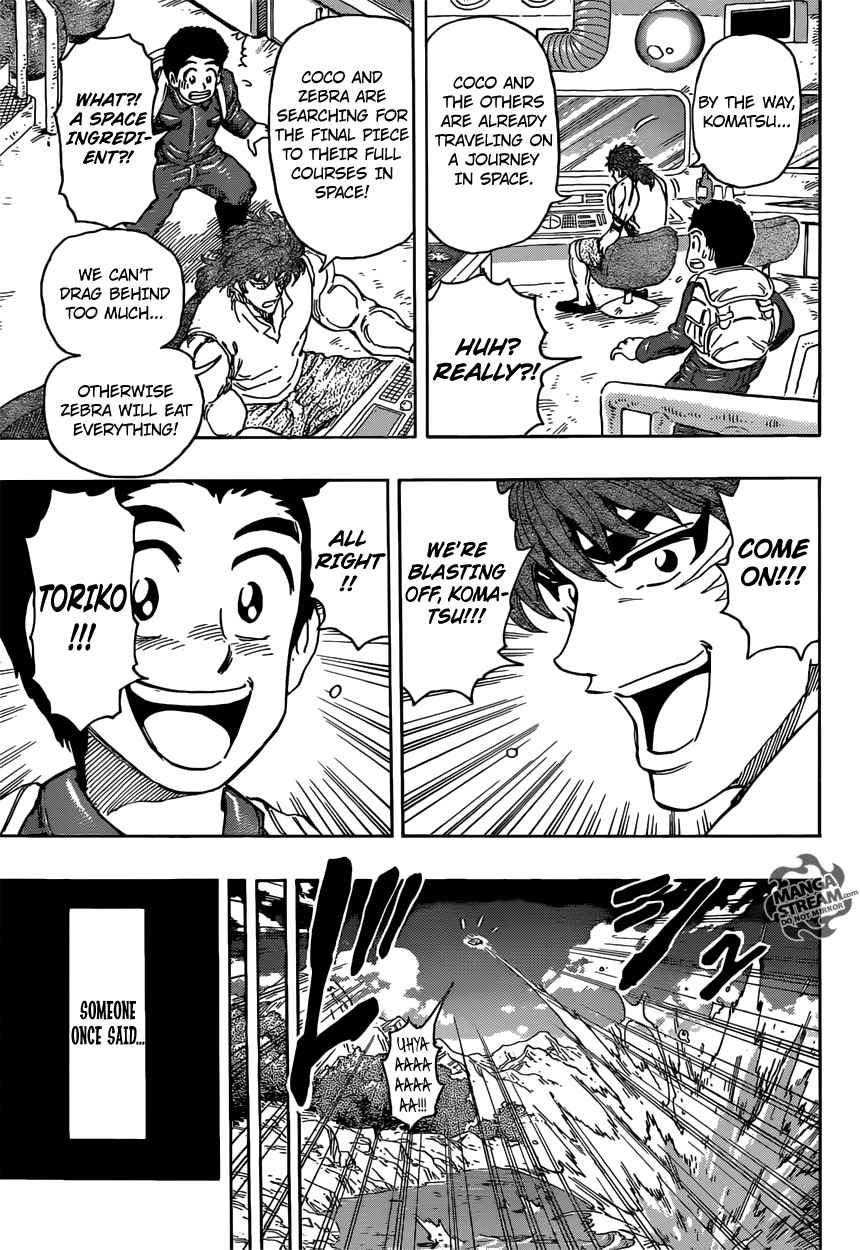 BY THE WAY,
KOMATSU...
COCO AND
THE OTHERS
ARE ALREADY
TRAVELING ON
A JOURNEY
IN SPACE.
HUH?
REALLY?!
COCO AND
ZEBRA ARE
SEARCHING FOR
THE FINAL PIECE
TO THEIR FULL
COURSES IN
SPACE!
WHAT?!
A SPACE
INGREDI-
ENT?!
WE CAN'T
DRAG BEHIND
TOO MUCH...
OTHERWISE
ZEBRA WILL EAT
EVERYTHING!
COME
ON!!!
WE'RE
BLASTING
OFF, KOMA-
TSU!!!
ALL
RIGHT
!!
TORIKO
!!!
UHYA
AAAA
AAAA
AA!!!
MANGA
STREAM.com
DO NOT MIRROR
SOMEONE
ONCE SAID...